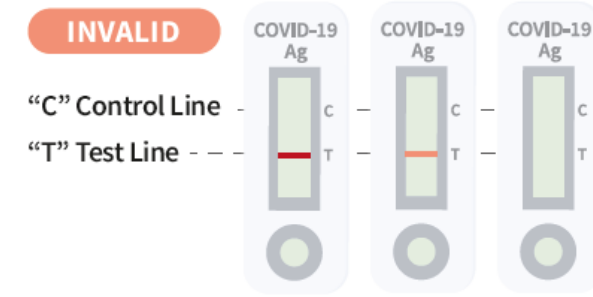 INVALID
COVID-19
Ag
COVID-19
Ag
COVID-19
Ag
“C” Control Line
C
C
C
“T” Test Line
T
T
T